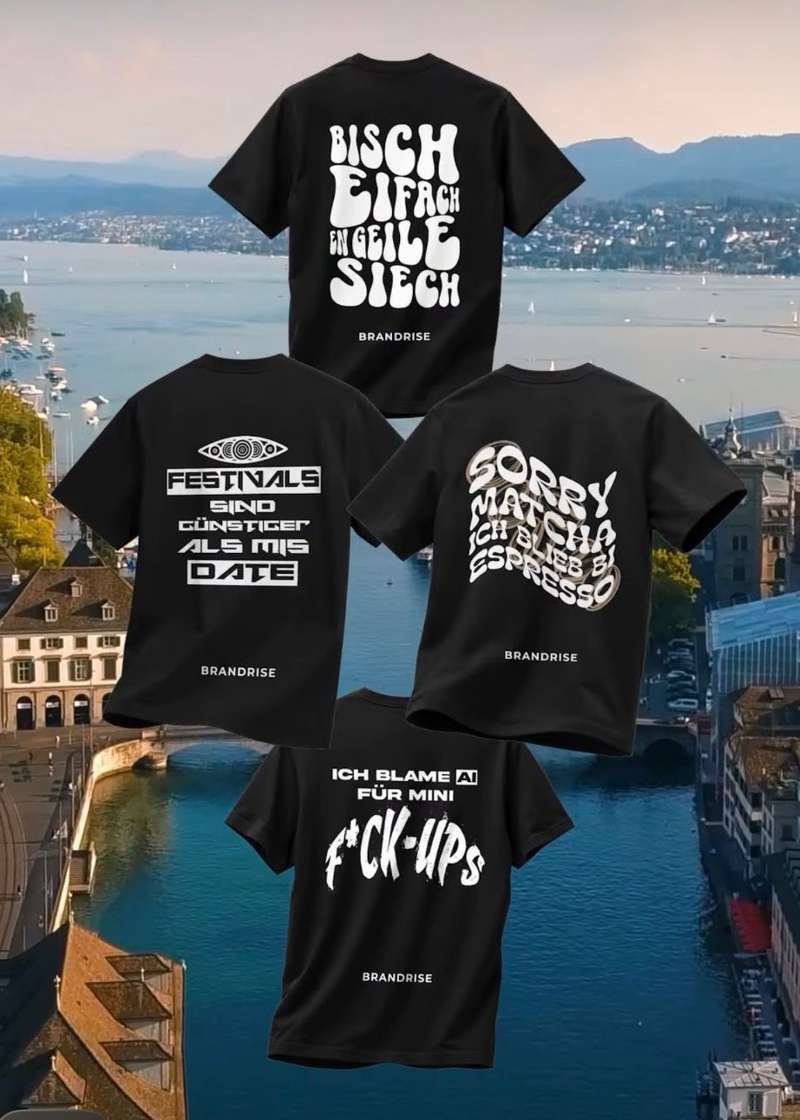 BISCH
EIFACH
EN GEILE
SIECH
BRANDRISE
FESTIVALS
SIND
GÜNSTIGER
ALS MIS
DATE
BRANDRISE
SORRY
MATCHA
ICH BLIEB BI
ESPRESSO
BRANDRISE
ICH BLAME AI
FÜR MINI
F*CK-UPS
BRANDRISE